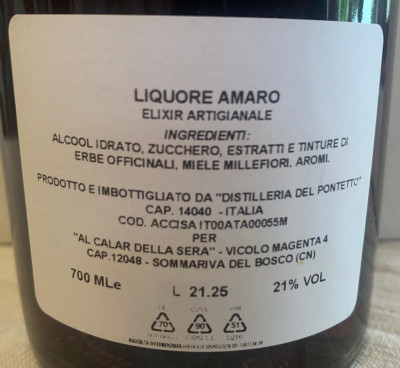 LIQUORE AMARO
ELIXIR ARTIGIANALE
INGREDIENTI:
ALCOOL IDRATO, ZUCCHERO, ESTRATTI E TINTURE DI
ERBE OFFICINALI, MIELE MILLEFIORI, AROMI.
PRODOTTO E IMBOTTIGLIATO DA "DISTILLERIA DEL PONTETTO"
CAP. 14040 - ITALIA
COD. ACCISA IT00ATA00055M
PER
"AL CALAR DELLA SERA" - VICOLO MAGENTA 4
CAP.12048 - SOMMARIVA DEL BOSCO (CN)
700 MLe L 21.25 21% VOL
70 90 51
CAPSULA